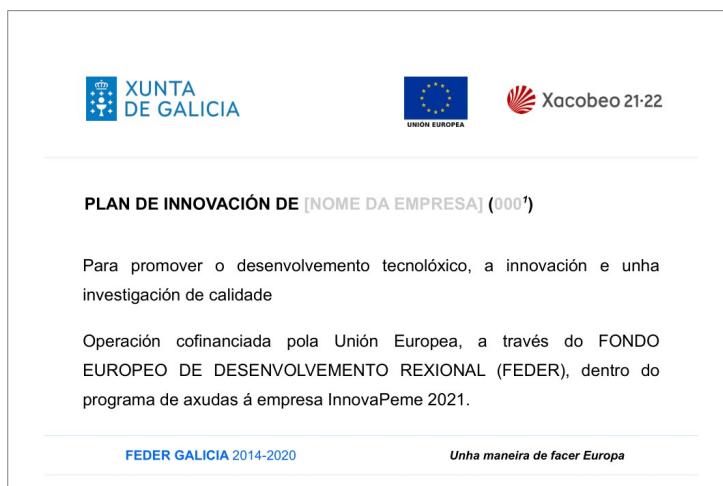 XUNTA
DE GALICIA
UNIÓN EUROPEA
Xacobeo 21·22
PLAN DE INNOVACIÓN DE [NOME DA EMPRESA] (000¹)
Para promover o desenvolvemento tecnolóxico, a innovación e unha
investigación de calidade
Operación cofinanciada pola Unión Europea, a través do FONDO
EUROPEO DE DESENVOLVEMENTO REXIONAL (FEDER), dentro do
programa de axudas á empresa InnovaPeme 2021.
FEDER GALICIA 2014-2020
Unha maneira de facer Europa